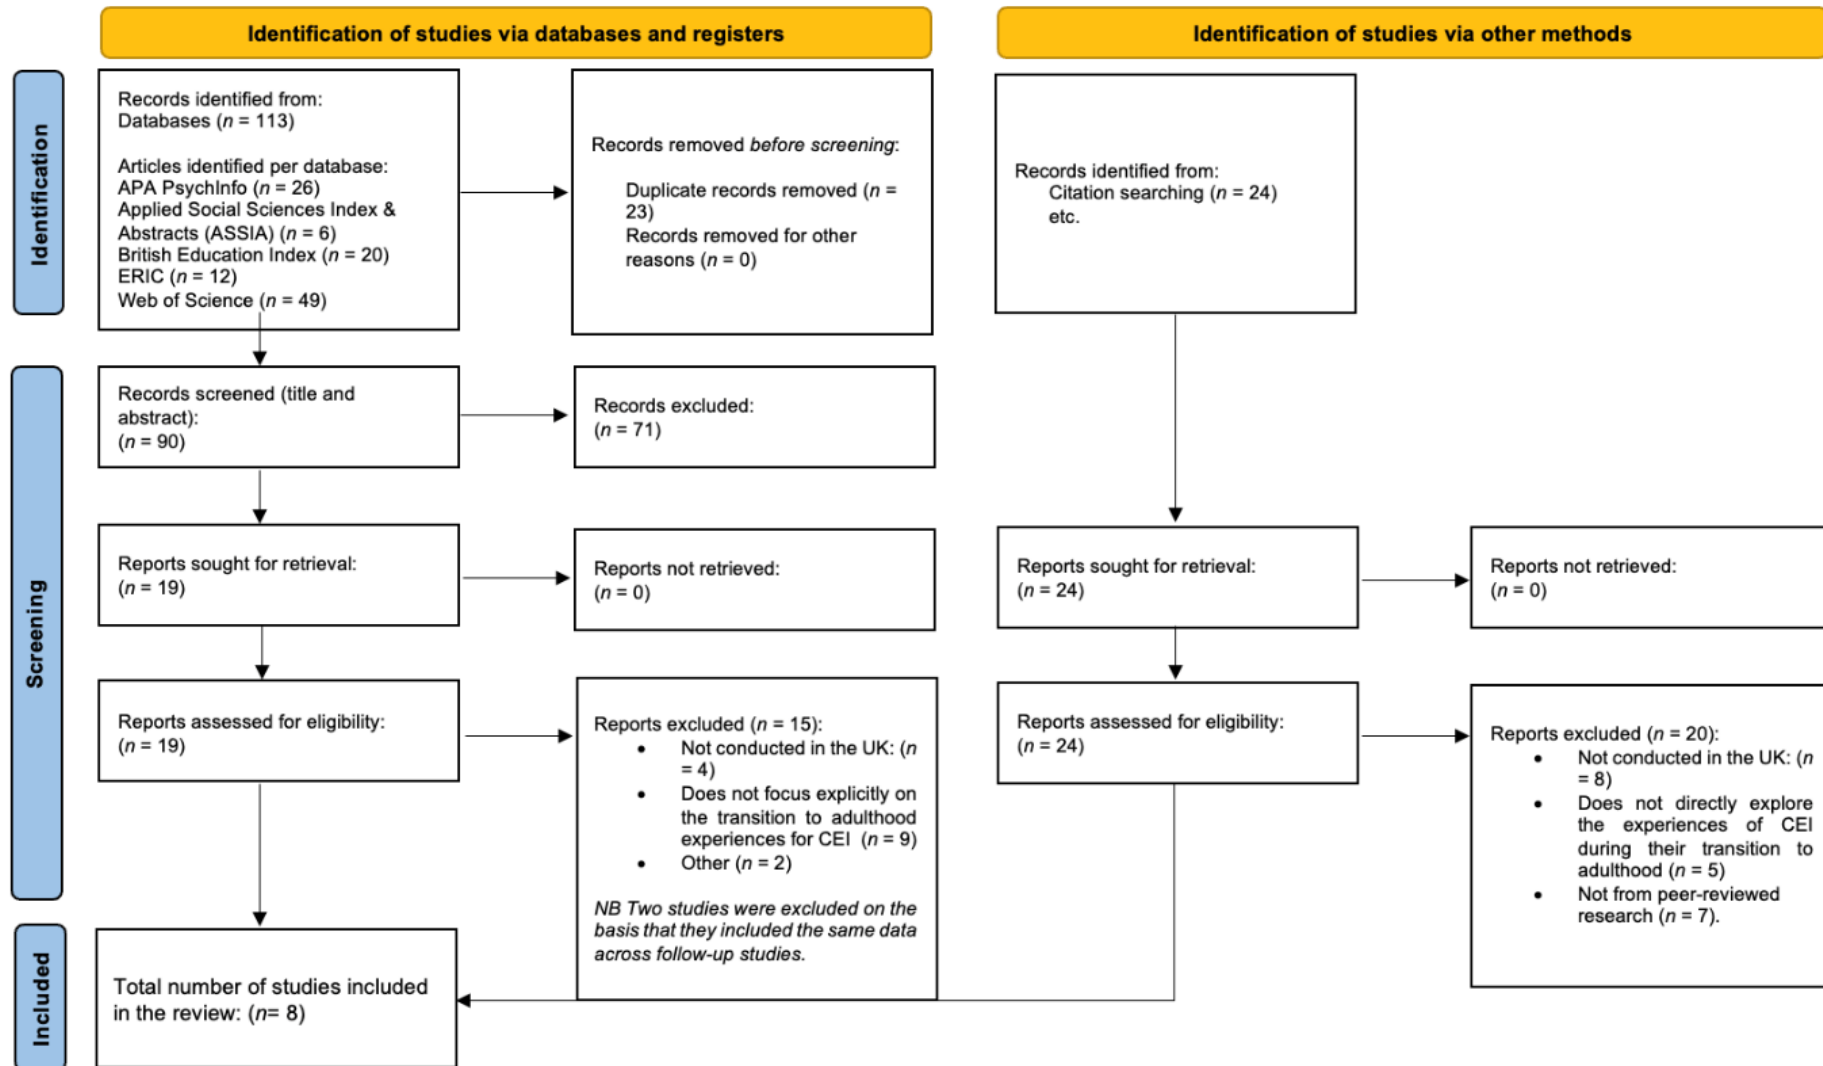 Identification of studies via databases and registers
Identification of studies via other methods
Identification
Records identified from:
Databases (n = 113)
Articles identified per database:
APA PsychInfo (n = 26)
Applied Social Sciences Index &
Abstracts (ASSIA) (n = 6)
British Education Index (n = 20)
ERIC (n = 12)
Web of Science (n = 49)
Records removed before screening:
Duplicate records removed (n =
23)
Records removed for other
reasons (n = 0)
Records identified from:
Citation searching (n = 24)
etc.
Screening
Records screened (title and
abstract):
(n = 90)
Records excluded:
(n = 71)
Reports sought for retrieval:
(n = 19)
Reports not retrieved:
(n = 0)
Reports sought for retrieval:
(n = 24)
Reports not retrieved:
(n = 0)
Reports assessed for eligibility:
(n = 19)
Reports excluded (n = 15):
• Not conducted in the UK: (n
= 4)
• Does not focus explicitly on
the transition to adulthood
experiences for CEI (n = 9)
• Other (n = 2)
NB Two studies were excluded on the
basis that they included the same data
across follow-up studies.
Reports assessed for eligibility:
(n = 24)
Reports excluded (n = 20):
• Not conducted in the UK: (n
= 8)
• Does not directly explore
the experiences of CEI
during their transition to
adulthood (n = 5)
• Not from peer-reviewed
research (n = 7).
Included
Total number of studies included
in the review: (n= 8)